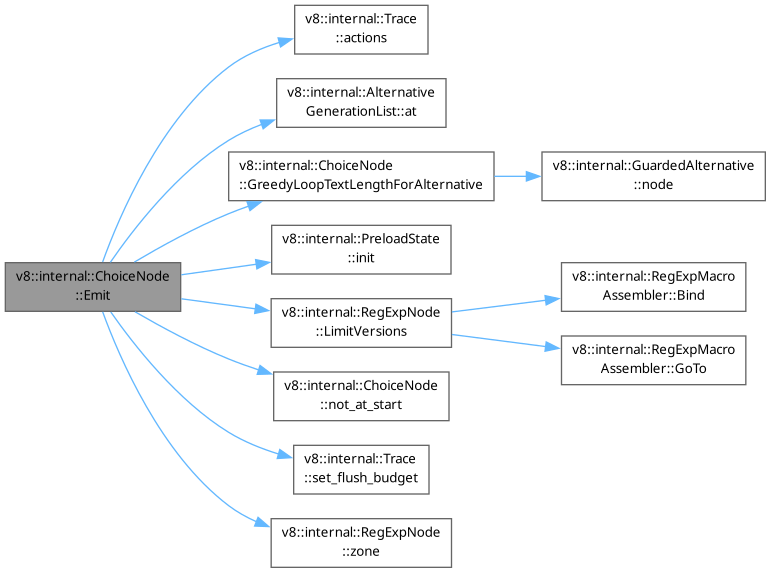 v8::internal::ChoiceNode
::Emit
v8::internal::Trace
::actions
v8::internal::Alternative
GenerationList::at
v8::internal::ChoiceNode
::GreedyLoopTextLengthForAlternative
v8::internal::GuardedAlternative
::node
v8::internal::PreloadState
::init
v8::internal::RegExpNode
::LimitVersions
v8::internal::RegExpMacro
Assembler::Bind
v8::internal::RegExpMacro
Assembler::GoTo
v8::internal::ChoiceNode
::not_at_start
v8::internal::Trace
::set_flush_budget
v8::internal::RegExpNode
::zone